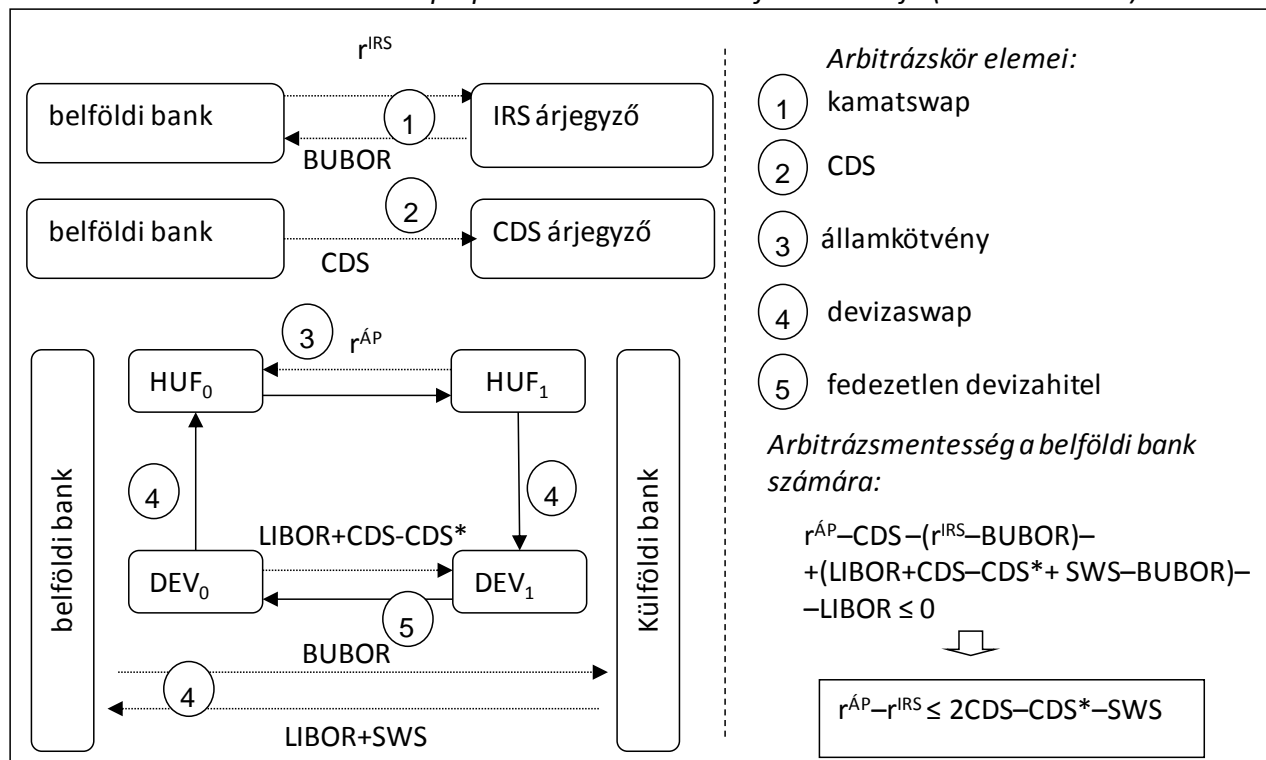 r^IRS
belföldi bank
1
IRS árjegyző
BUBOR
belföldi bank
2
CDS árjegyző
CDS
3
r^ÁP
HUF₀
HUF₁
belföldi bank
Külföldi bank
4
4
LIBOR+CDS-CDS*
DEV₀
DEV₁
5
BUBOR
4
LIBOR+SWS
Arbitrázskör elemei:
1 kamatswap
2 CDS
3 államkötvény
4 devizaswap
5 fedezetlen devizahitel
Arbitrázsmentesség a belföldi bank
számára:
r^ÁP–CDS –(r^IRS–BUBOR)–
+(LIBOR+CDS–CDS*+ SWS–BUBOR)–
–LIBOR ≤ 0
r^ÁP–r^IRS ≤ 2CDS–CDS*–SWS